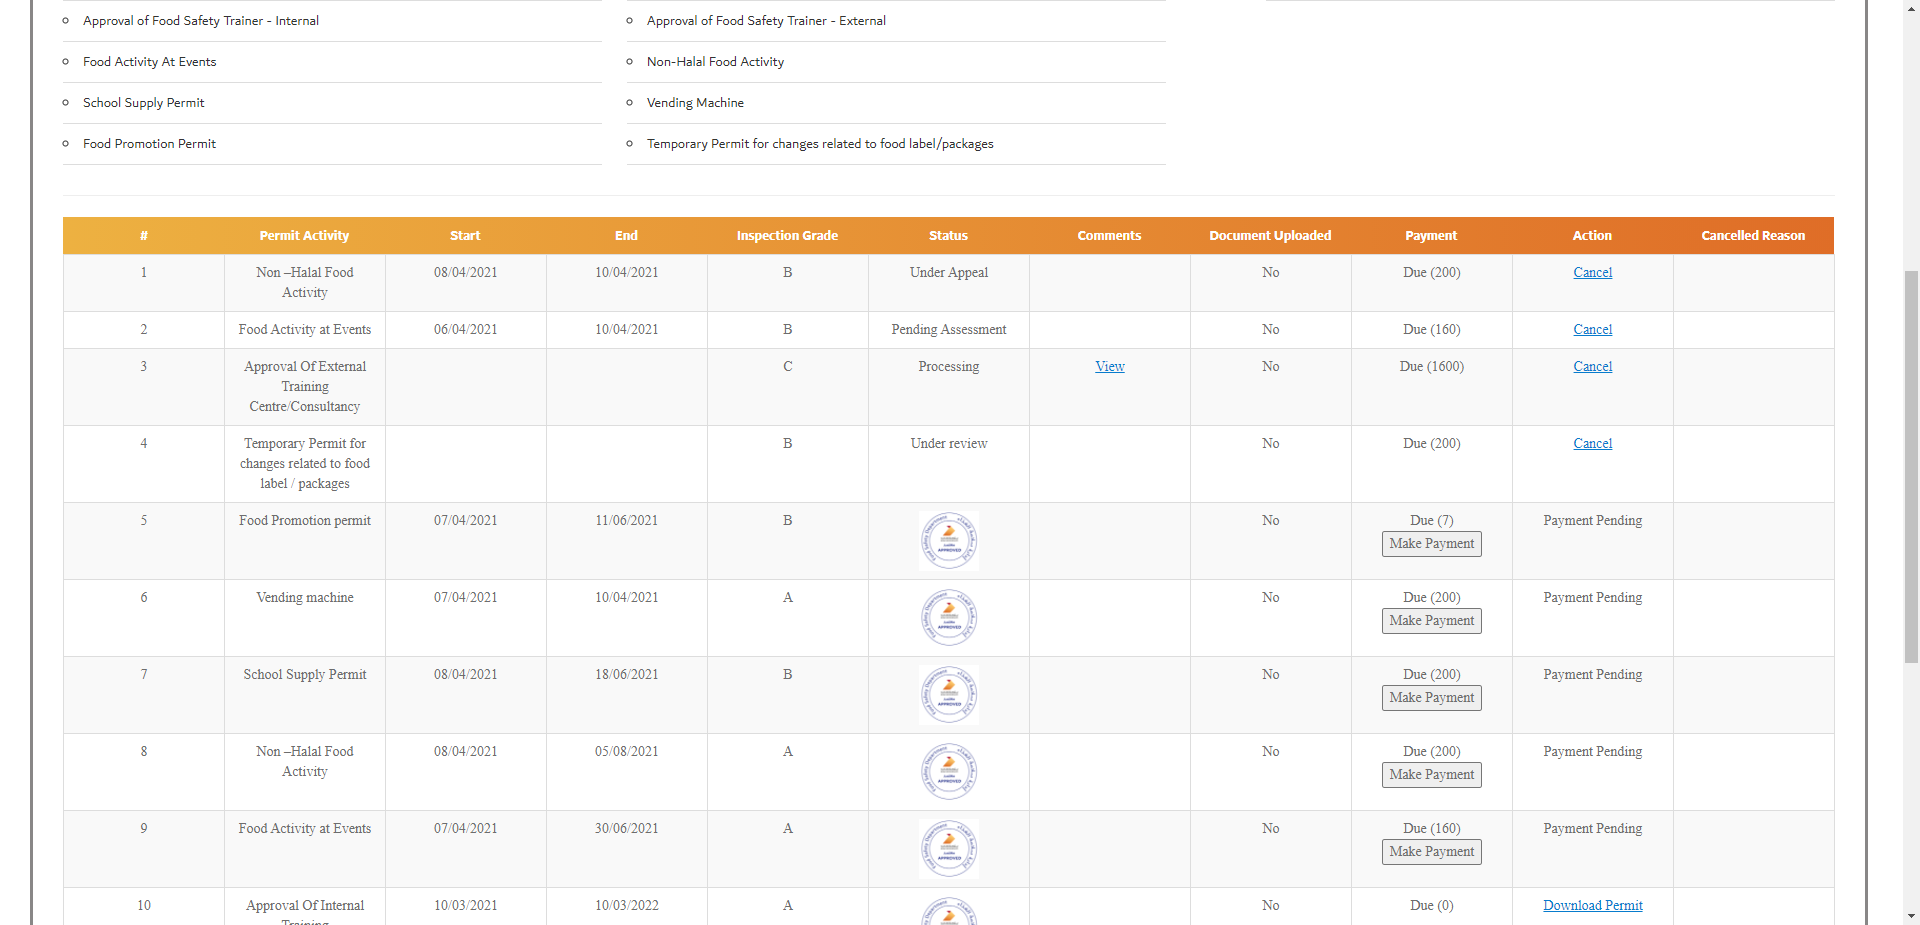 Approval of Food Safety Trainer - Internal
Approval of Food Safety Trainer - External
Food Activity At Events
Non-Halal Food Activity
School Supply Permit
Vending Machine
Food Promotion Permit
Temporary Permit for changes related to food label/packages
# Permit Activity Start End Inspection Grade Status Comments Document Uploaded Payment Action Cancelled Reason
1 Non –Halal Food 08/04/2021 10/04/2021 B Under Appeal No Due (200) Cancel
Activity
2 Food Activity at Events 06/04/2021 10/04/2021 B Pending Assessment No Due (160) Cancel
3 Approval Of External C Processing View No Due (1600) Cancel
Training
Centre/Consultancy
4 Temporary Permit for B Under review No Due (200) Cancel
changes related to food
label / packages
5 Food Promotion permit 07/04/2021 11/06/2021 B No Due (7) Payment Pending
Make Payment
APPROVED
6 Vending machine 07/04/2021 10/04/2021 A No Due (200) Payment Pending
Make Payment
APPROVED
7 School Supply Permit 08/04/2021 18/06/2021 B No Due (200) Payment Pending
Make Payment
APPROVED
8 Non –Halal Food 08/04/2021 05/08/2021 A No Due (200) Payment Pending
Activity
Make Payment
APPROVED
9 Food Activity at Events 07/04/2021 30/06/2021 A No Due (160) Payment Pending
Make Payment
APPROVED
10 Approval Of Internal 10/03/2021 10/03/2022 A No Due (0) Download Permit
Training